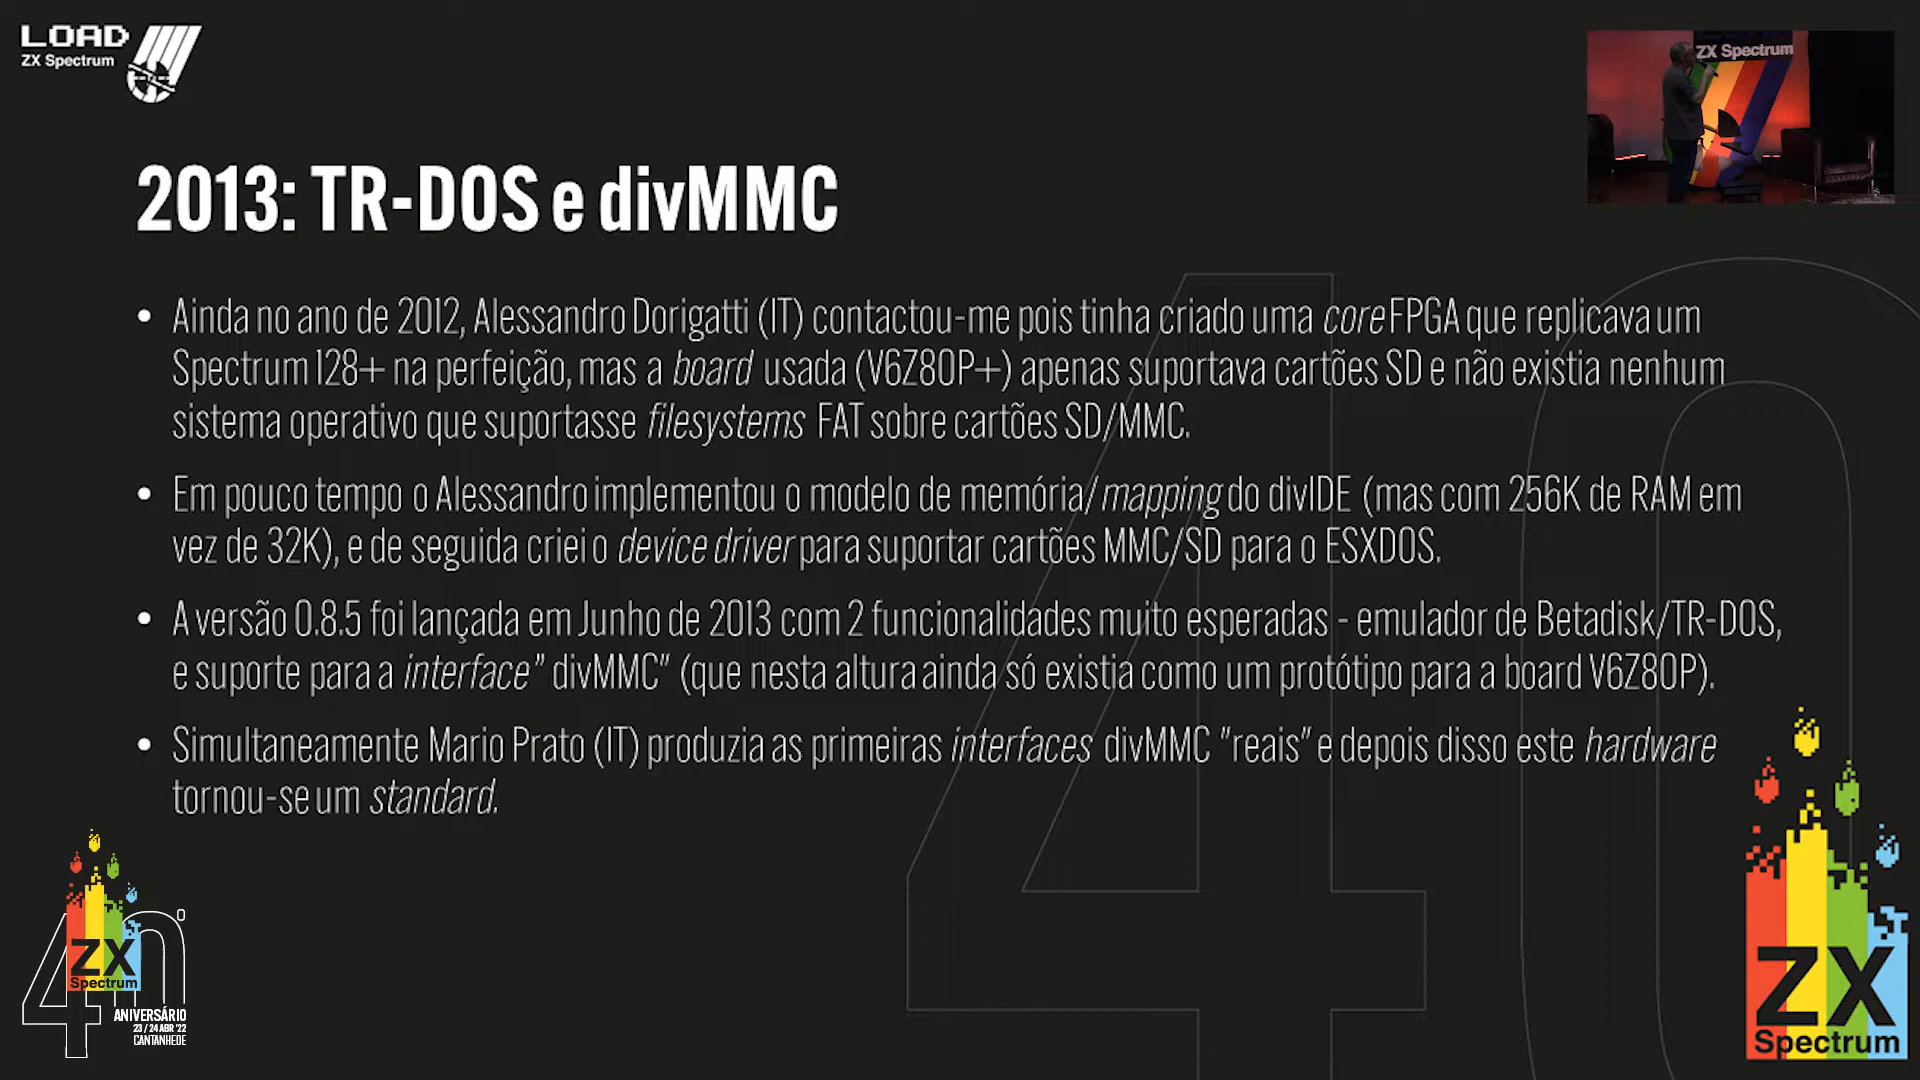 LOAD
ZX Spectrum
ZX Spectrum
2013: TR-DOS e divMMC
• Ainda no ano de 2012, Alessandro Dorigatti (IT) contactou-me pois tinha criado uma core FPGA que replicava um
Spectrum 128+ na perfeição, mas a board usada (V6Z80P+) apenas suportava cartões SD e não existia nenhum
sistema operativo que suportasse filesystems FAT sobre cartões SD/MMC.
• Em pouco tempo o Alessandro implementou o modelo de memória/mapping do divIDE (mas com 256K de RAM em
vez de 32K), e de seguida criei o device driver para suportar cartões MMC/SD para o ESXDOS.
• A versão 0.8.5 foi lançada em Junho de 2013 com 2 funcionalidades muito esperadas - emulador de Betadisk/TR-DOS,
e suporte para a interface" divMMC" (que nesta altura ainda só existia como um protótipo para a board V6Z80P).
• Simultaneamente Mario Prato (IT) produzia as primeiras interfaces divMMC "reais" e depois disso este hardware
tornou-se um standard.
40º
ZX
Spectrum
ANIVERSÁRIO
23 / 24 ABR '22
CANTANHEDE
40
ZX
Spectrum